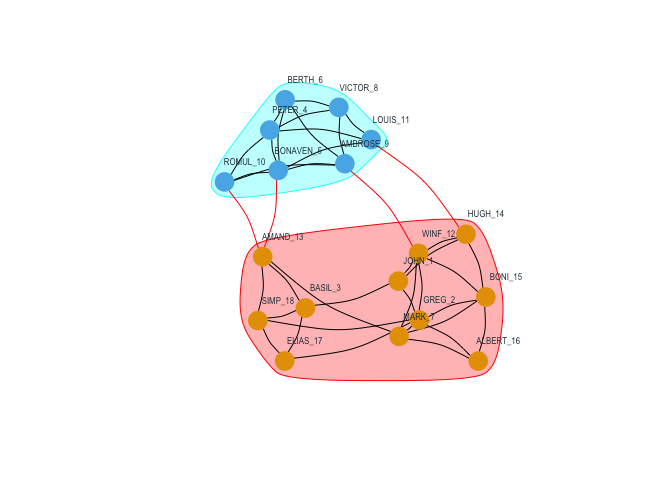 BERTH_6
VICTOR_8
PETER_4
LOUIS_11
AMBROSE_9
BONAVEN_5
ROMUL_10
HUGH_14
WINF_12
AMAND_13
JOHN_1
BONI_15
BASIL_3
SIMP_18
GREG_2
MARK_7
ELIAS_17
ALBERT_16